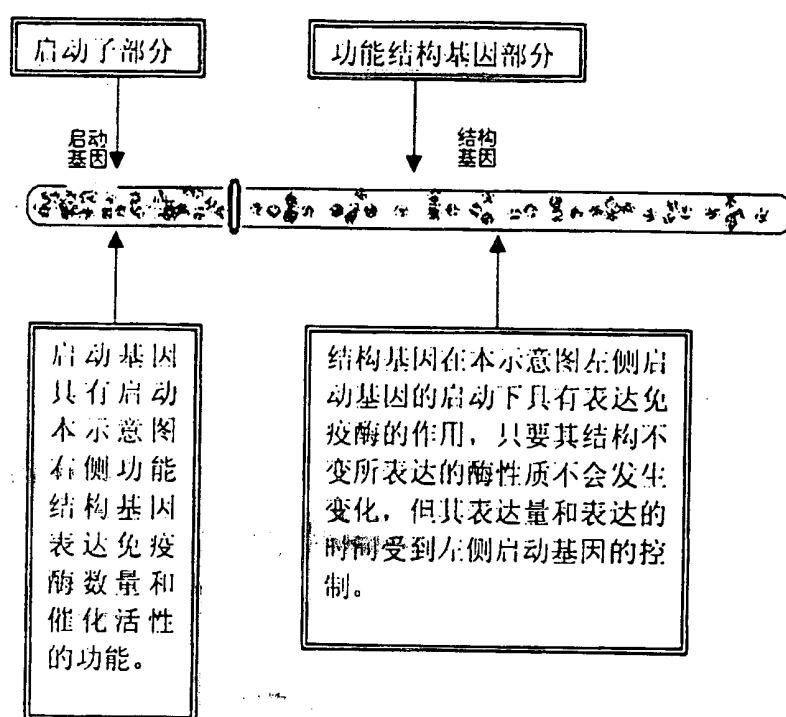 启动子部分
功能结构基因部分
启动
基因
结构
基因
启动基因
具有启动
本示意图
右侧功能
结构基因
表达免疫
酶数量和
催化活性
的功能。
结构基因在本示意图左侧启
动基因的启动下具有表达免
疫酶的作用，只要其结构不
变所表达的酶性质不会发生
变化，但其表达量和表达的
时间受到左侧启动基因的控
制。